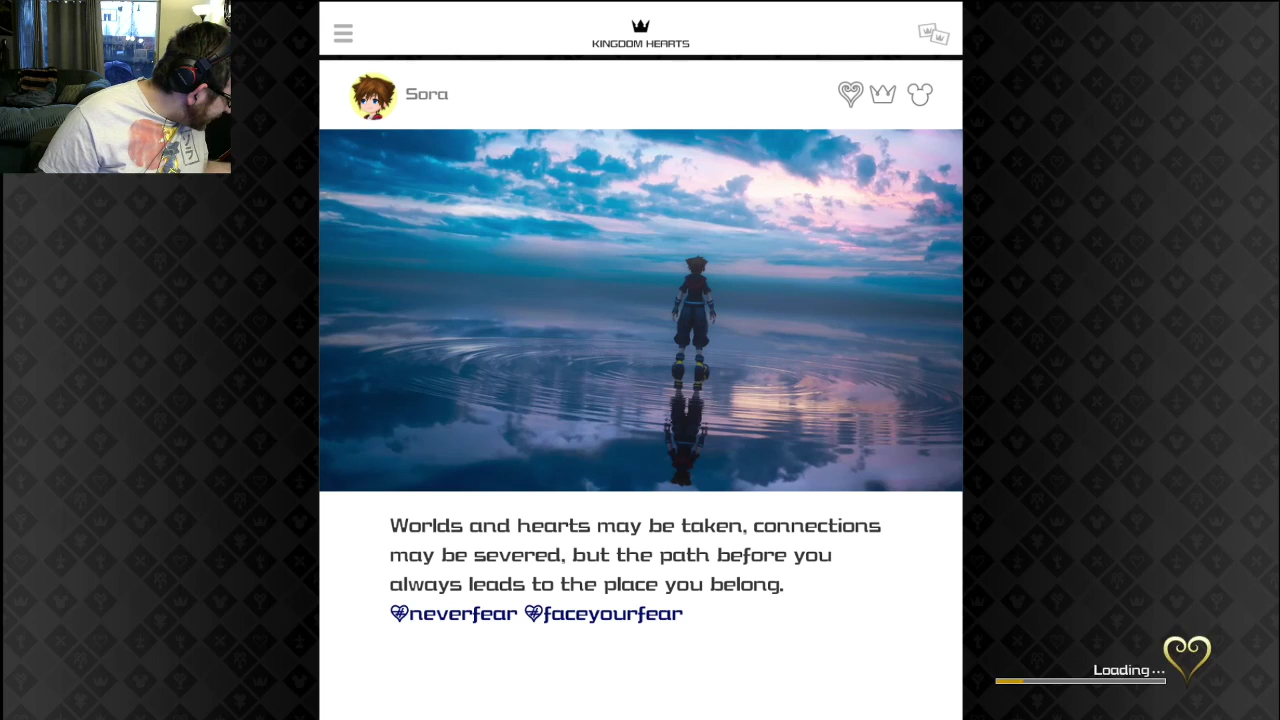 KINGDOM HEARTS
Sora
Worlds and hearts may be taken, connections
may be severed, but the path before you
always leads to the place you belong.
#neverfear #faceyourfear
Loading...